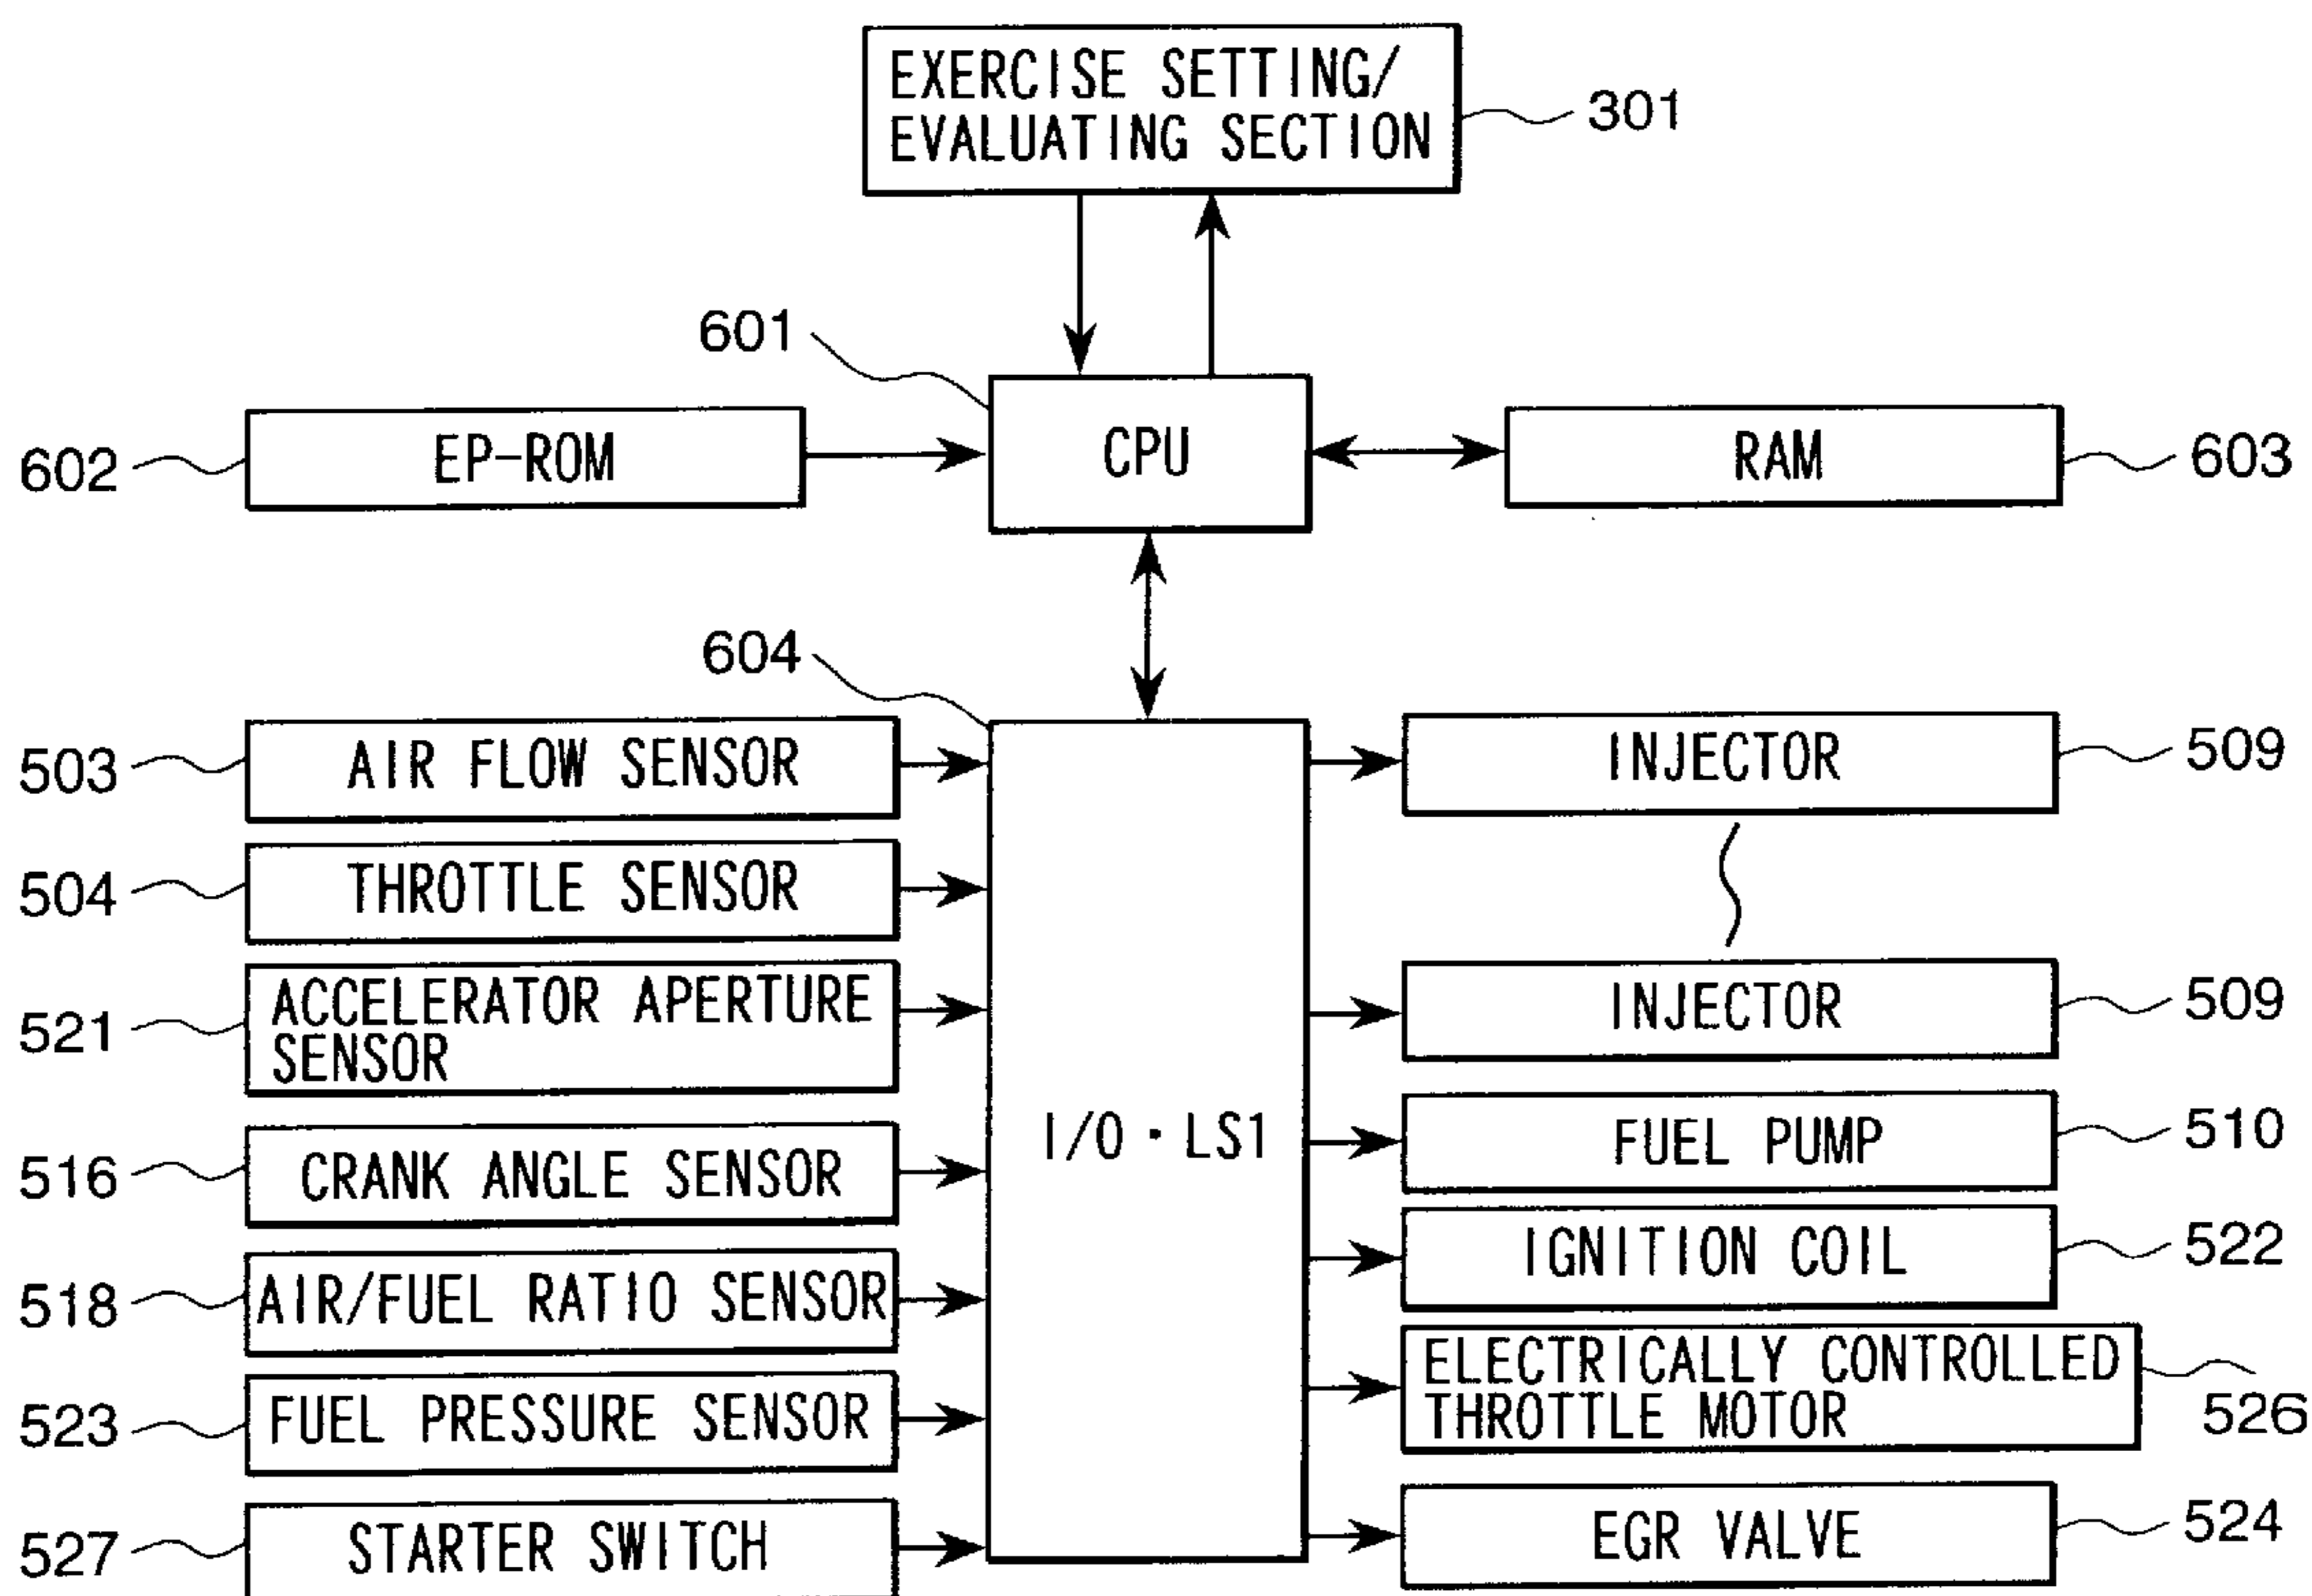 EXERCISE SETTING/
EVALUATING SECTION
301
601
602
EP-ROM
CPU
RAM
603
604
503
AIR FLOW SENSOR
INJECTOR
509
504
THROTTLE SENSOR
521
ACCELERATOR APERTURE
SENSOR
INJECTOR
509
I/O・LS1
516
CRANK ANGLE SENSOR
FUEL PUMP
510
518
AIR/FUEL RATIO SENSOR
IGNITION COIL
522
523
FUEL PRESSURE SENSOR
ELECTRICALLY CONTROLLED
THROTTLE MOTOR
526
527
STARTER SWITCH
EGR VALVE
524